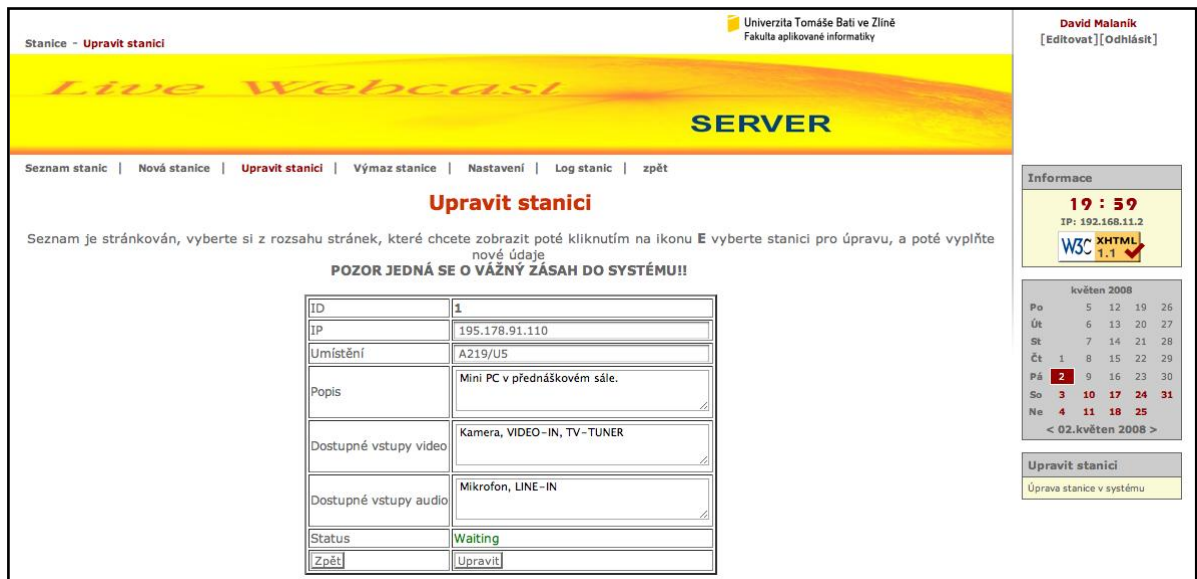 Stanice - Upravit stanici
Univerzita Tomáše Bati ve Zlíně
Fakulta aplikované informatiky
Live Webcast
SERVER
Seznam stanic | Nová stanice | Upravit stanici | Výmaz stanice | Nastavení | Log stanic | zpět
Upravit stanici
Seznam je stránkován, vyberte si z rozsahu stránek, které chcete zobrazit poté kliknutím na ikonu E vyberte stanici pro úpravu, a poté vyplňte
nové údaje
POZOR JEDNÁ SE O VÁŽNÝ ZÁSAH DO SYSTÉMU!!
ID 1
IP 195.178.91.110
Umístění A219/U5
Popis Mini PC v přednáškovém sále.
Dostupné vstupy video Kamera, VIDEO-IN, TV-TUNER
Dostupné vstupy audio Mikrofon, LINE-IN
Status Waiting
Zpět Upravit
David Malaník
[Editovat][Odhlásit]
Informace
19:59
IP: 192.168.11.2
W3C XHTML 1.1
květen 2008
Po 5 12 19 26
Út 6 13 20 27
St 7 14 21 28
Čt 1 8 15 22 29
Pá 2 9 16 23 30
So 3 10 17 24 31
Ne 4 11 18 25
< 02.květen 2008 >
Upravit stanici
Úprava stanice v systému